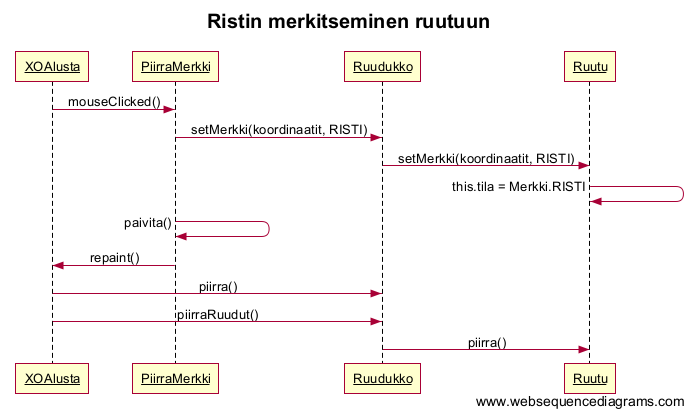 Ristin merkitseminen ruutuun
XOAlusta PiirraMerkki Ruudukko Ruutu
mouseClicked()
setMerkki(koordinaatit, RISTI)
setMerkki(koordinaatit, RISTI)
this.tila = Merkki.RISTI
paivita()
repaint()
piirra()
piirraRuudut()
piirra()
XOAlusta PiirraMerkki Ruudukko Ruutu
www.websequencediagrams.com